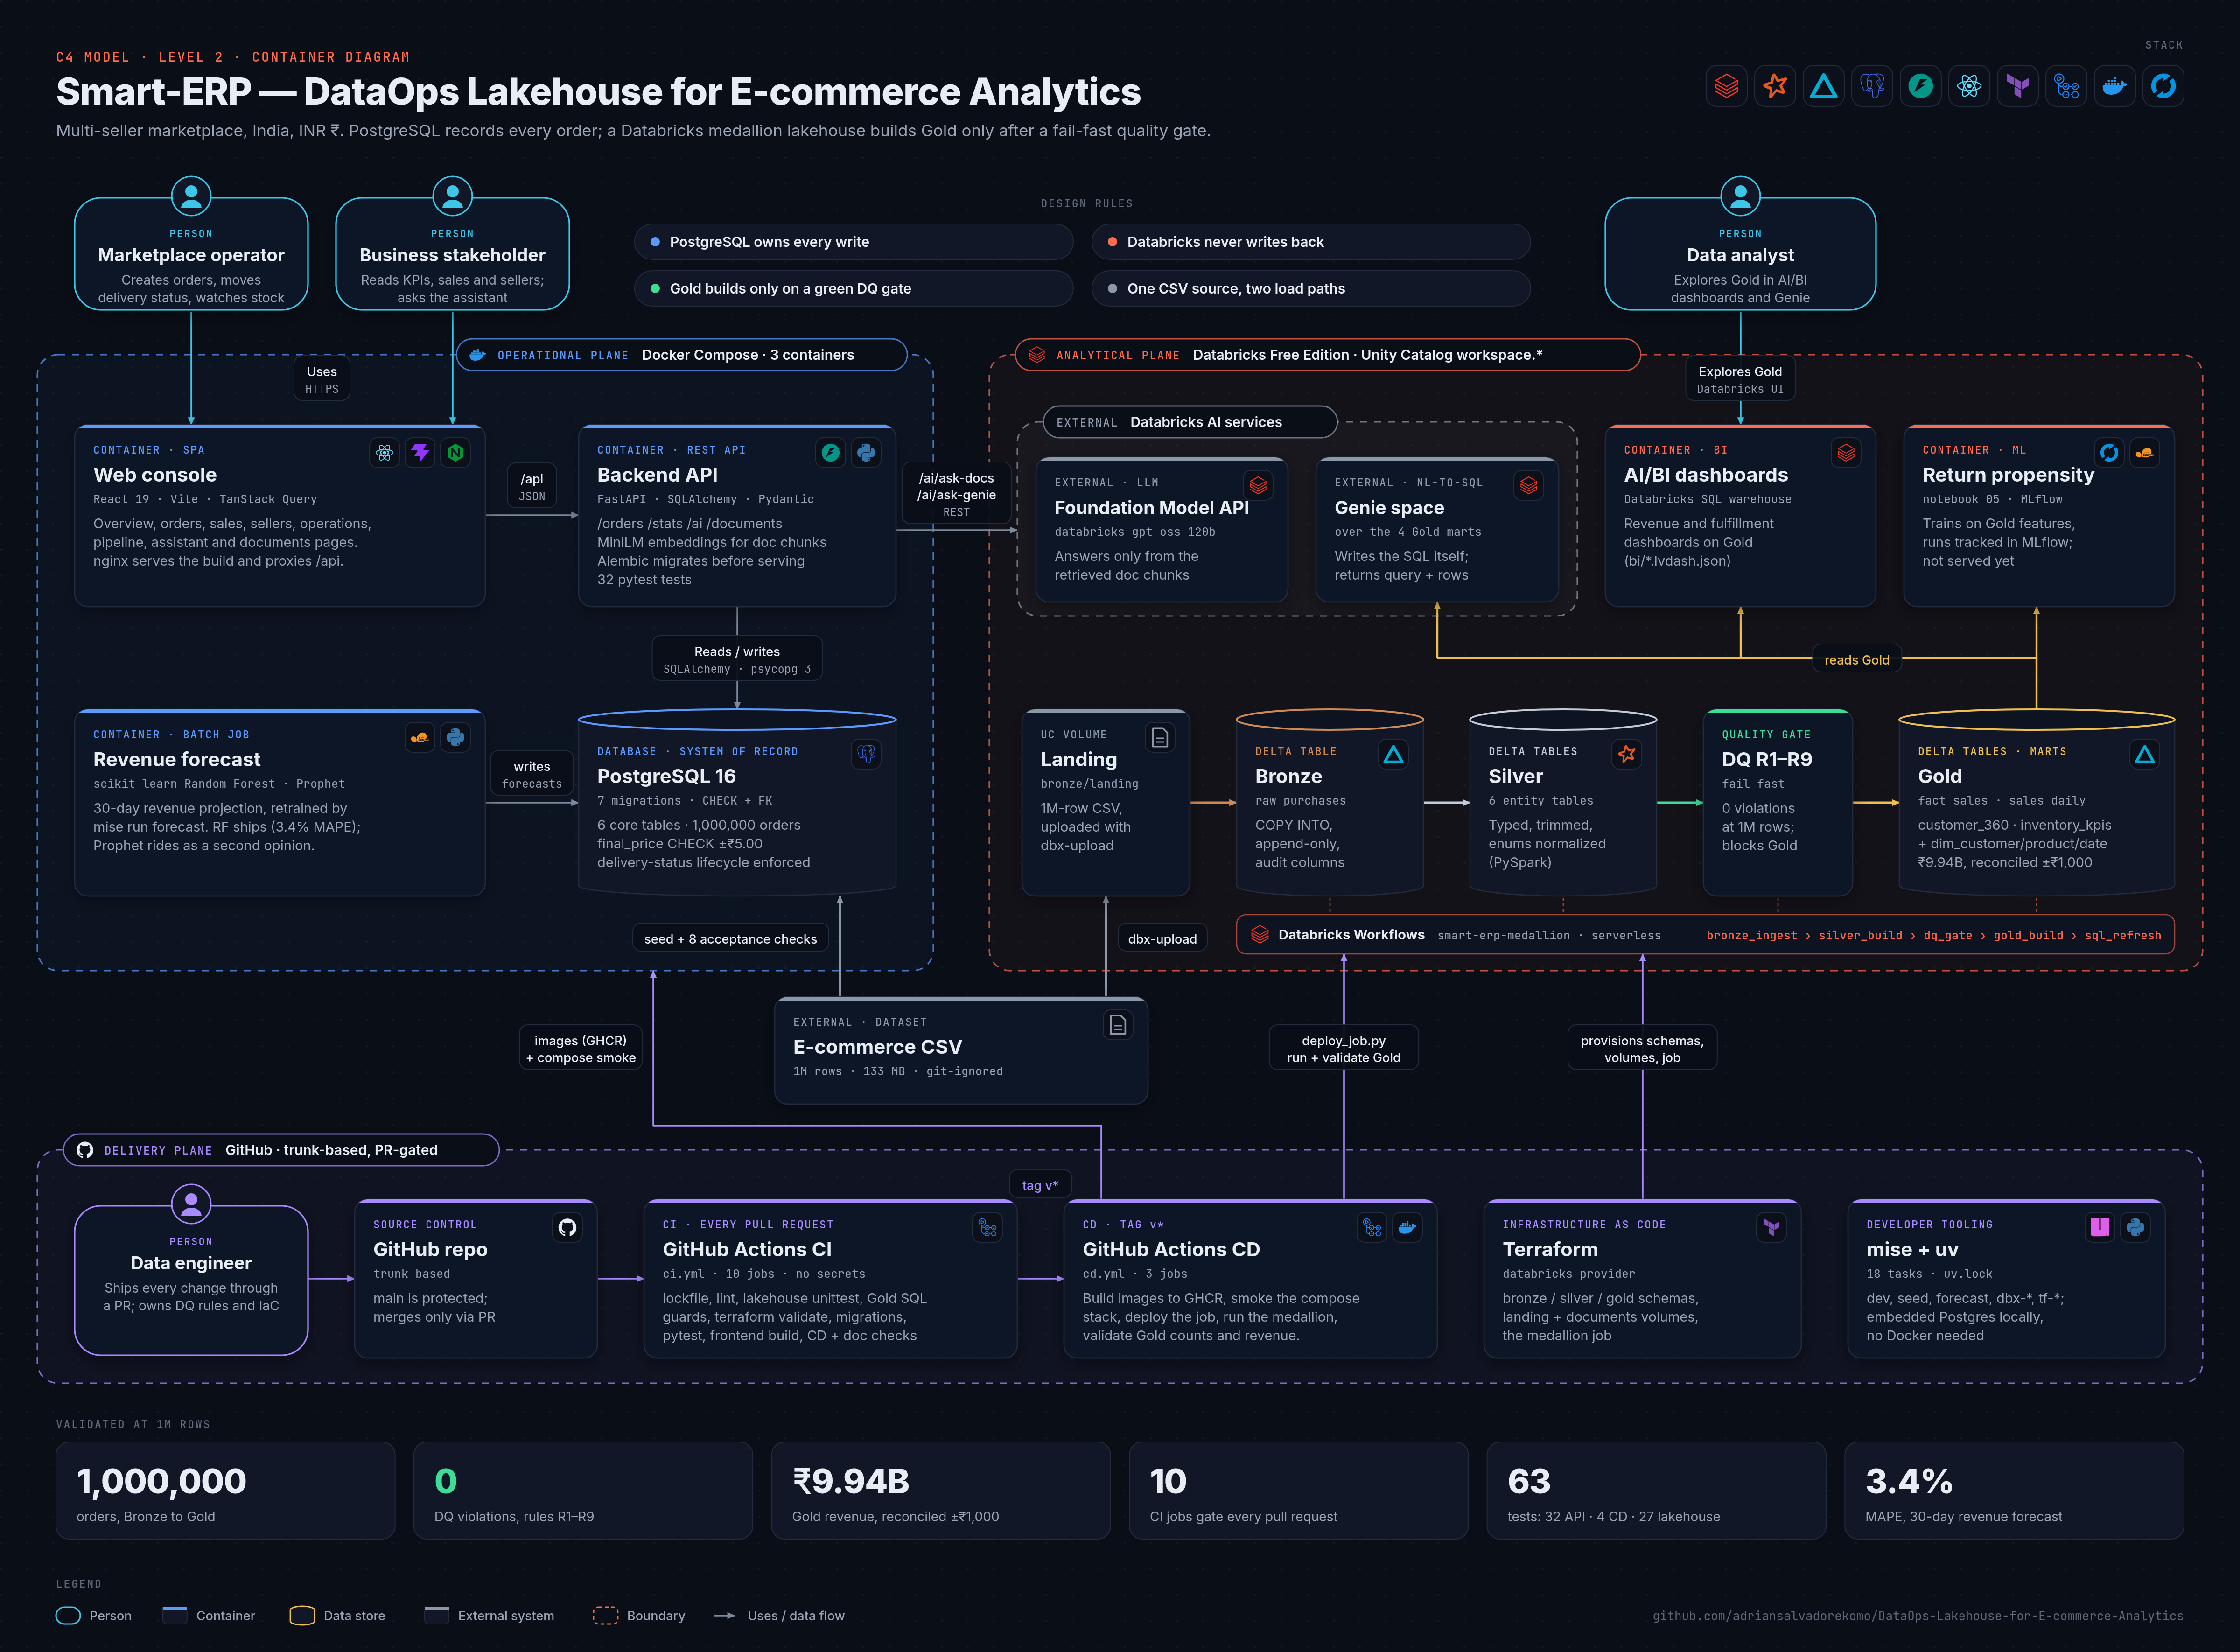 C4 MODEL · LEVEL 2 · CONTAINER DIAGRAM
Smart-ERP — DataOps Lakehouse for E-commerce Analytics
Multi-seller marketplace, India, INR ₹. PostgreSQL records every order; a Databricks medallion lakehouse builds Gold only after a fail-fast quality gate.
STACK
PERSON
Marketplace operator
Creates orders, moves
delivery status, watches stock
PERSON
Business stakeholder
Reads KPIs, sales and sellers;
asks the assistant
DESIGN RULES
PostgreSQL owns every write
Databricks never writes back
Gold builds only on a green DQ gate
One CSV source, two load paths
PERSON
Data analyst
Explores Gold in AI/BI
dashboards and Genie
OPERATIONAL PLANE Docker Compose · 3 containers
Uses
HTTPS
CONTAINER · SPA
Web console
React 19 · Vite · TanStack Query
Overview, orders, sales, sellers, operations,
pipeline, assistant and documents pages.
nginx serves the build and proxies /api.
/api
JSON
CONTAINER · REST API
Backend API
FastAPI · SQLAlchemy · Pydantic
/orders /stats /ai /documents
MiniLM embeddings for doc chunks
Alembic migrates before serving
32 pytest tests
/ai/ask-docs
/ai/ask-genie
REST
Reads / writes
SQLAlchemy · psycopg 3
CONTAINER · BATCH JOB
Revenue forecast
scikit-learn Random Forest · Prophet
30-day revenue projection, retrained by
mise run forecast. RF ships (3.4% MAPE);
Prophet rides as a second opinion.
writes
forecasts
DATABASE · SYSTEM OF RECORD
PostgreSQL 16
7 migrations · CHECK + FK
6 core tables · 1,000,000 orders
final_price CHECK ±₹5.00
delivery-status lifecycle enforced
seed + 8 acceptance checks
ANALYTICAL PLANE Databricks Free Edition · Unity Catalog workspace.*
Explores Gold
Databricks UI
EXTERNAL Databricks AI services
EXTERNAL · LLM
Foundation Model API
databricks-gpt-oss-120b
Answers only from the
retrieved doc chunks
EXTERNAL · NL-TO-SQL
Genie space
over the 4 Gold marts
Writes the SQL itself;
returns query + rows
CONTAINER · BI
AI/BI dashboards
Databricks SQL warehouse
Revenue and fulfillment
dashboards on Gold
(bi/*.lvdash.json)
CONTAINER · ML
Return propensity
notebook 05 · MLflow
Trains on Gold features,
runs tracked in MLflow;
not served yet
reads Gold
UC VOLUME
Landing
bronze/landing
1M-row CSV,
uploaded with
dbx-upload
DELTA TABLE
Bronze
raw_purchases
COPY INTO,
append-only,
audit columns
DELTA TABLES
Silver
6 entity tables
Typed, trimmed,
enums normalized
(PySpark)
QUALITY GATE
DQ R1–R9
fail-fast
0 violations
at 1M rows;
blocks Gold
DELTA TABLES · MARTS
Gold
fact_sales · sales_daily
customer_360 · inventory_kpis
+ dim_customer/product/date
₹9.94B, reconciled ±₹1,000
dbx-upload
Databricks Workflows smart-erp-medallion · serverless bronze_ingest › silver_build › dq_gate › gold_build › sql_refresh
EXTERNAL · DATASET
E-commerce CSV
1M rows · 133 MB · git-ignored
images (GHCR)
+ compose smoke
deploy_job.py
run + validate Gold
provisions schemas,
volumes, job
DELIVERY PLANE GitHub · trunk-based, PR-gated
PERSON
Data engineer
Ships every change through
a PR; owns DQ rules and IaC
SOURCE CONTROL
GitHub repo
trunk-based
main is protected;
merges only via PR
CI · EVERY PULL REQUEST
GitHub Actions CI
ci.yml · 10 jobs · no secrets
lockfile, lint, lakehouse unittest, Gold SQL
guards, terraform validate, migrations,
pytest, frontend build, CD + doc checks
tag v*
CD · TAG v*
GitHub Actions CD
cd.yml · 3 jobs
Build images to GHCR, smoke the compose
stack, deploy the job, run the medallion,
validate Gold counts and revenue.
INFRASTRUCTURE AS CODE
Terraform
databricks provider
bronze / silver / gold schemas,
landing + documents volumes,
the medallion job
DEVELOPER TOOLING
mise + uv
18 tasks · uv.lock
dev, seed, forecast, dbx-*, tf-*;
embedded Postgres locally,
no Docker needed
VALIDATED AT 1M ROWS
1,000,000
orders, Bronze to Gold
0
DQ violations, rules R1–R9
₹9.94B
Gold revenue, reconciled ±₹1,000
10
CI jobs gate every pull request
63
tests: 32 API · 4 CD · 27 lakehouse
3.4%
MAPE, 30-day revenue forecast
LEGEND
Person
Container
Data store
External system
Boundary
Uses / data flow
github.com/adriansalvadorekomo/DataOps-Lakehouse-for-E-commerce-Analytics